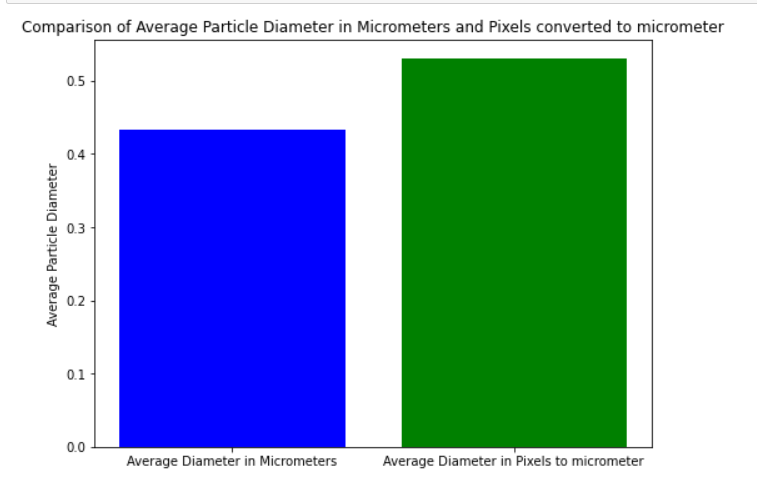 Comparison of Average Particle Diameter in Micrometers and Pixels converted to micrometer
Average Particle Diameter
0.5
0.4
0.3
0.2
0.1
0.0
Average Diameter in Micrometers
Average Diameter in Pixels to micrometer